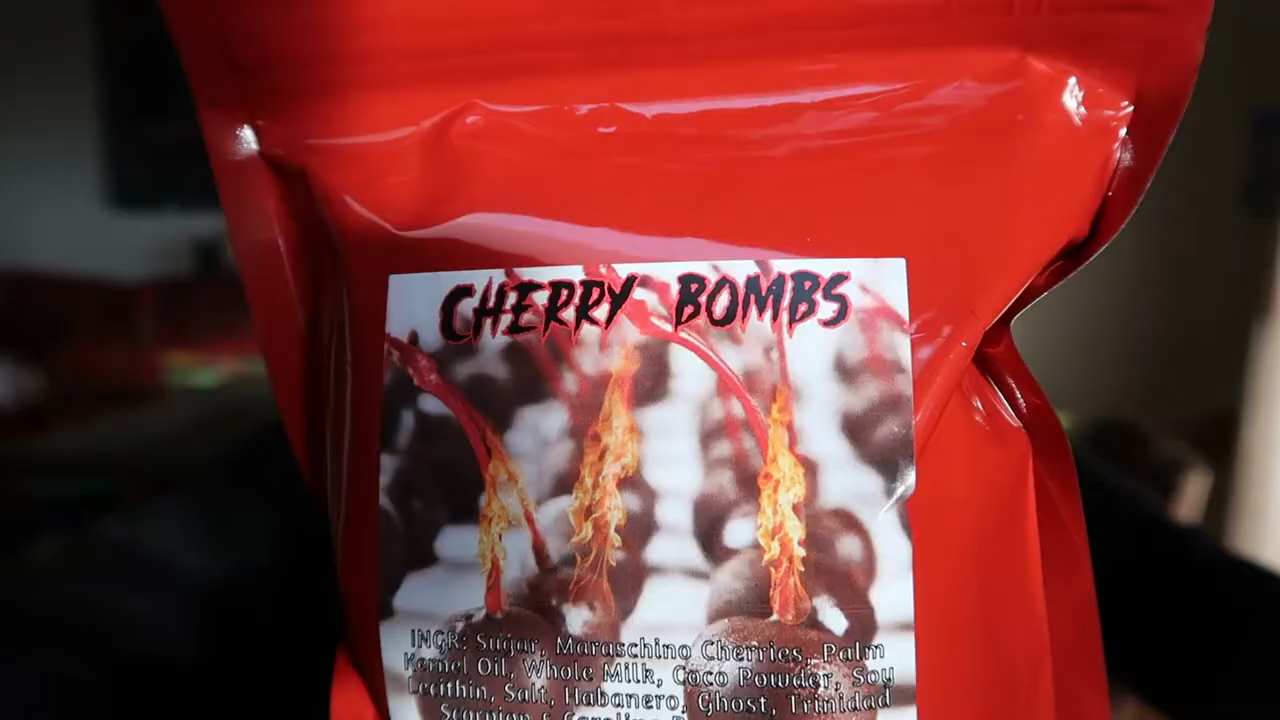 CHERRY BOMBS
INGR: Sugar, Maraschino Cherries, Palm
Kernel Oil, Whole Milk, Coco Powder, Soy
Lecithin, Salt, Habanero, Ghost, Trinidad
Scorpion &